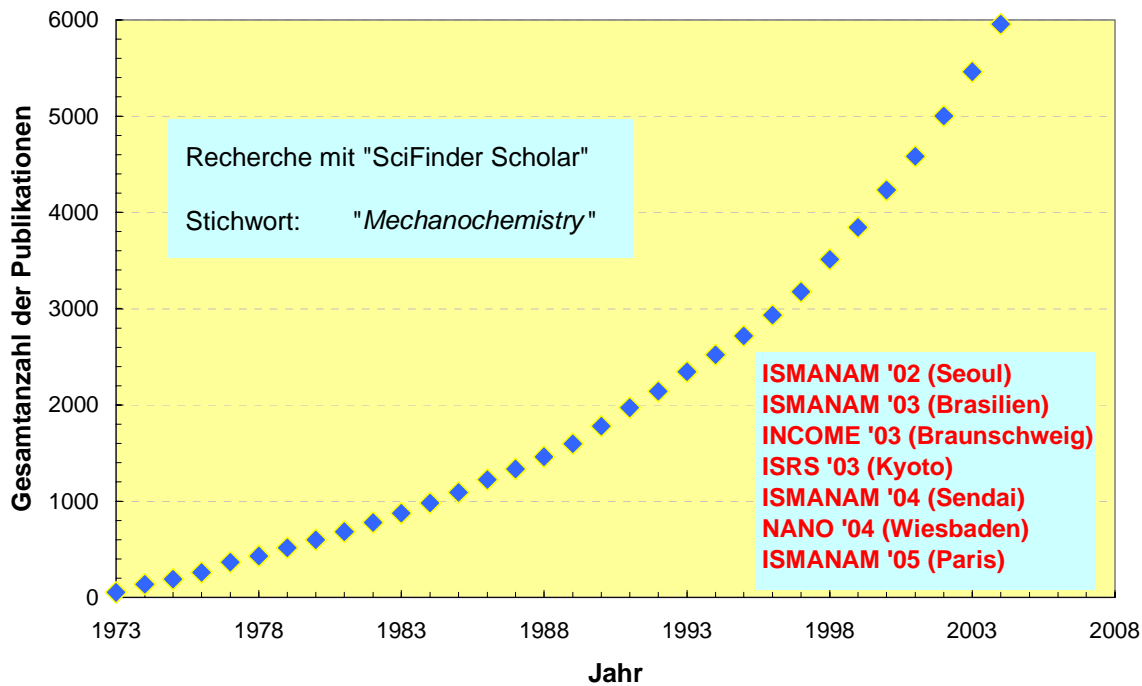 6000
5000
4000
3000
2000
1000
0
Gesamtanzahl der Publikationen
Recherche mit "SciFinder Scholar"
Stichwort: "Mechanochemistry"
ISMANAM '02 (Seoul)
ISMANAM '03 (Brasilien)
INCOME '03 (Braunschweig)
ISRS '03 (Kyoto)
ISMANAM '04 (Sendai)
NANO '04 (Wiesbaden)
ISMANAM '05 (Paris)
1973 1978 1983 1988 1993 1998 2003 2008
Jahr